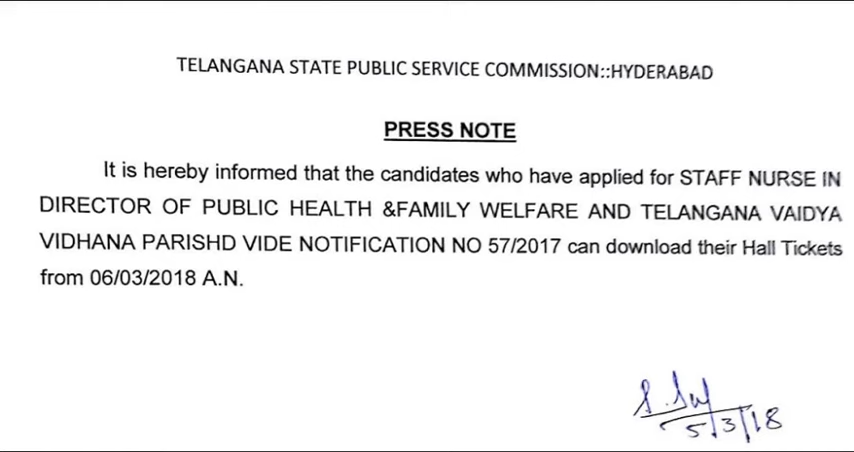 TELANGANA STATE PUBLIC SERVICE COMMISSION::HYDERABAD
PRESS NOTE
It is hereby informed that the candidates who have applied for STAFF NURSE IN
DIRECTOR OF PUBLIC HEALTH &FAMILY WELFARE AND TELANGANA VAIDYA
VIDHANA PARISHD VIDE NOTIFICATION NO 57/2017 can download their Hall Tickets
from 06/03/2018 A.N.
5/3/18